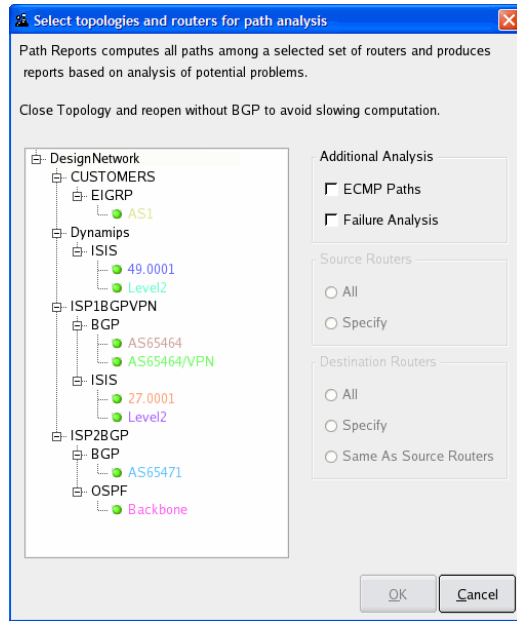 Select topologies and routers for path analysis
Path Reports computes all paths among a selected set of routers and produces
reports based on analysis of potential problems.
Close Topology and reopen without BGP to avoid slowing computation.
DesignNetwork
CUSTOMERS
EIGRP
AS1
Dynamips
ISIS
49.0001
Level2
ISP1BGPVPN
BGP
AS65464
AS65464/VPN
ISIS
27.0001
Level2
ISP2BGP
BGP
AS65471
OSPF
Backbone
Additional Analysis
ECMP Paths
Failure Analysis
Source Routers
All
Specify
Destination Routers
All
Specify
Same As Source Routers
OK
Cancel